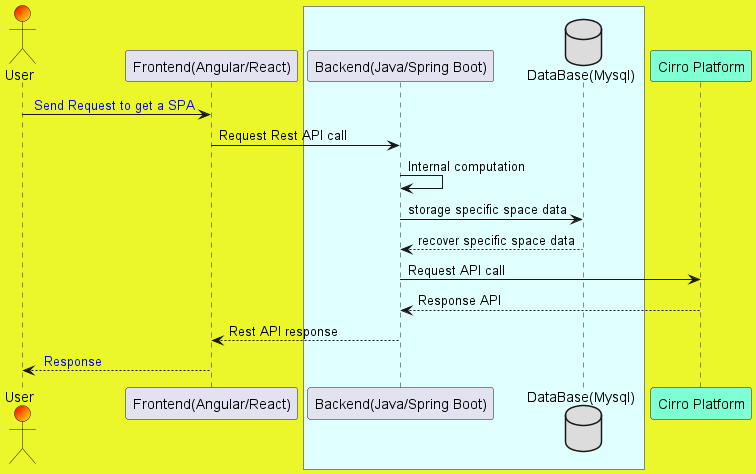 User
Frontend(Angular/React)
Backend(Java/Spring Boot)
DataBase(Mysql)
Cirro Platform
Send Request to get a SPA
Request Rest API call
Internal computation
storage specific space data
recover specific space data
Request API call
Response API
Rest API response
Response
User
Frontend(Angular/React)
Backend(Java/Spring Boot)
DataBase(Mysql)
Cirro Platform